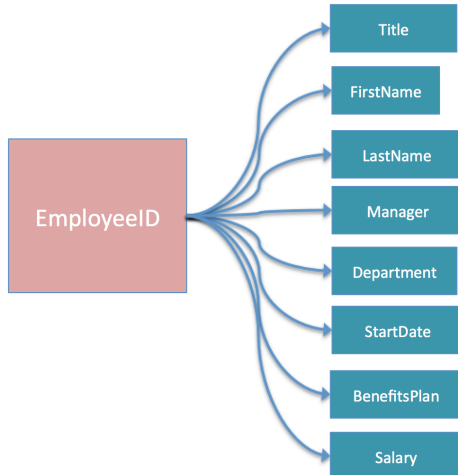 Title
FirstName
LastName
EmployeeID
Manager
Department
StartDate
BenefitsPlan
Salary